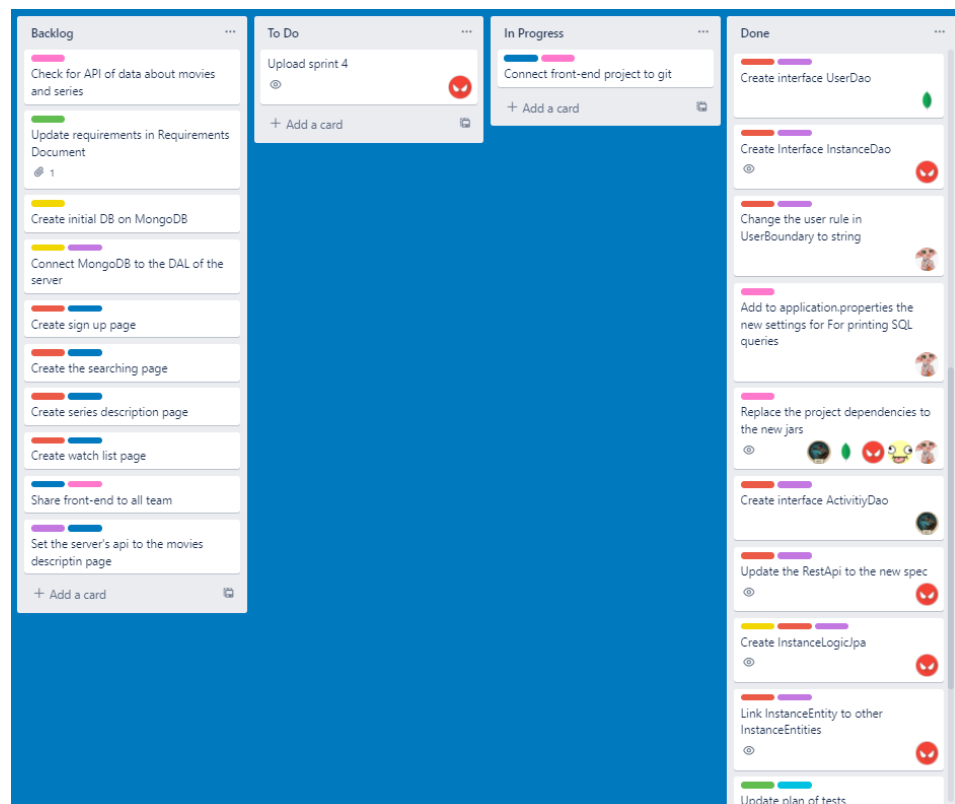 Backlog
Check for API of data about movies
and series
Update requirements in Requirements
Document
1
Create initial DB on MongoDB
Connect MongoDB to the DAL of the
server
Create sign up page
Create the searching page
Create series description page
Create watch list page
Share front-end to all team
Set the server's api to the movies
descriptin page
+ Add a card
To Do
Upload sprint 4
+ Add a card
In Progress
Connect front-end project to git
+ Add a card
Done
Create interface UserDao
Create Interface InstanceDao
Change the user rule in
UserBoundary to string
Add to application.properties the
new settings for For printing SQL
queries
Replace the project dependencies to
the new jars
Create interface ActivitiyDao
Update the RestApi to the new spec
Create InstanceLogicJpa
Link InstanceEntity to other
InstanceEntities
Update plan of tests